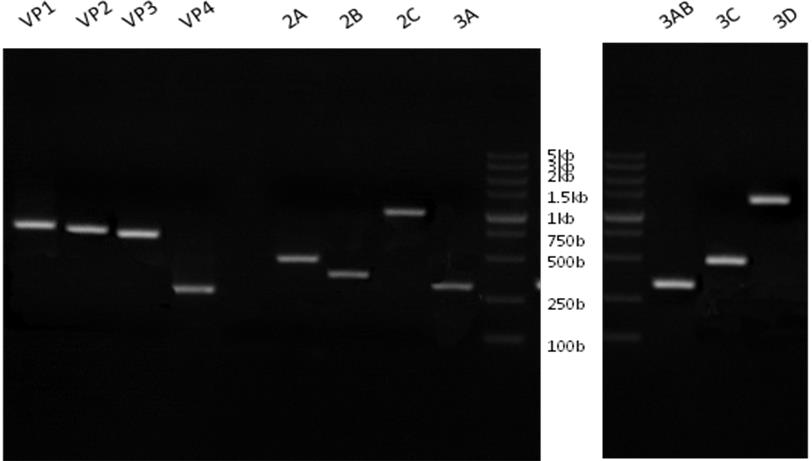 VP1 VP2 VP3 VP4 2A 2B 2C 3A 3AB 3C 3D
5kb
3kb
2kb
1.5kb
1kb
750b
500b
250b
100b